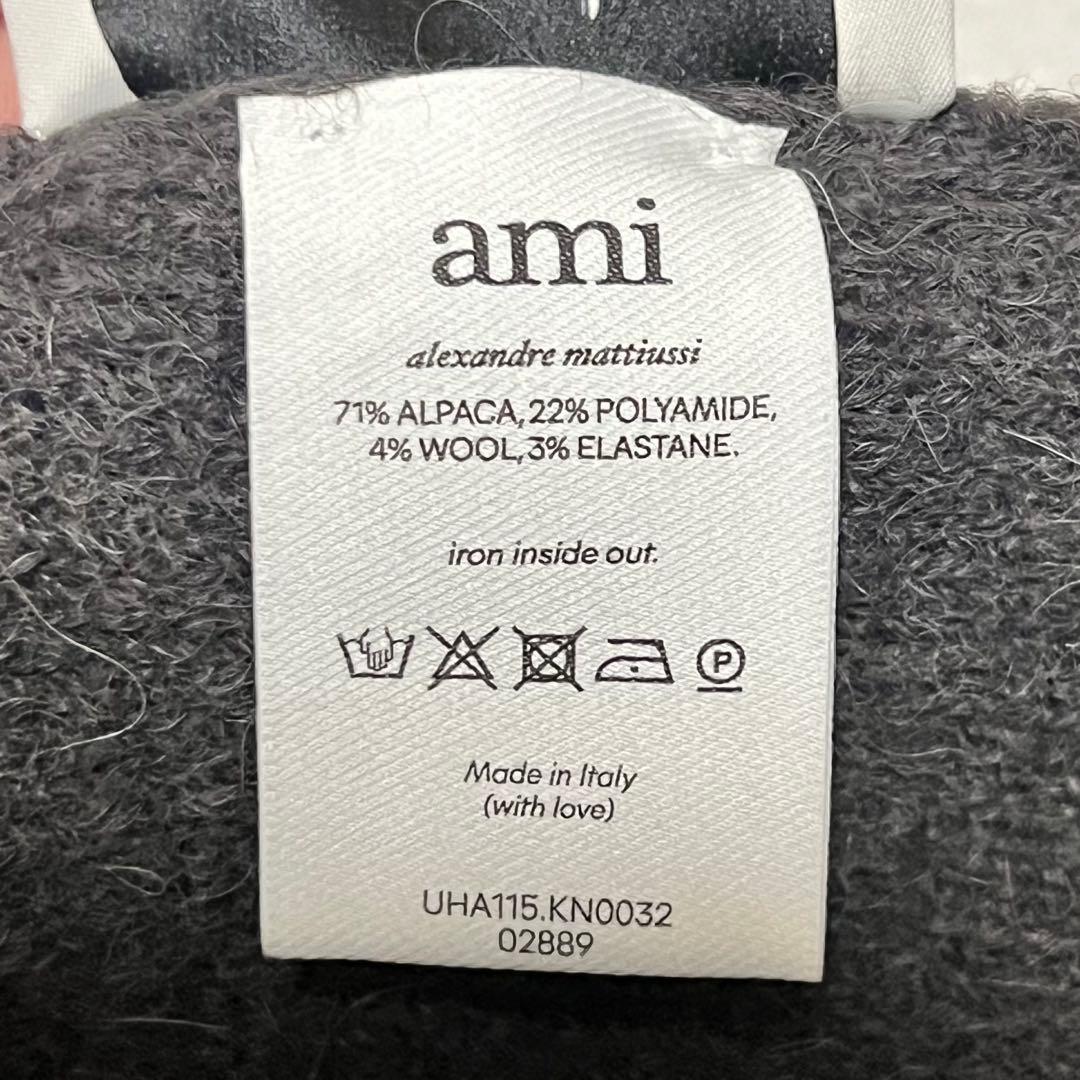 ami
alexandre mattiussi
71% ALPACA, 22% POLYAMIDE,
4% WOOL, 3% ELASTANE.
iron inside out.
P
Made in Italy
(with love)
UHA115.KN0032
02889